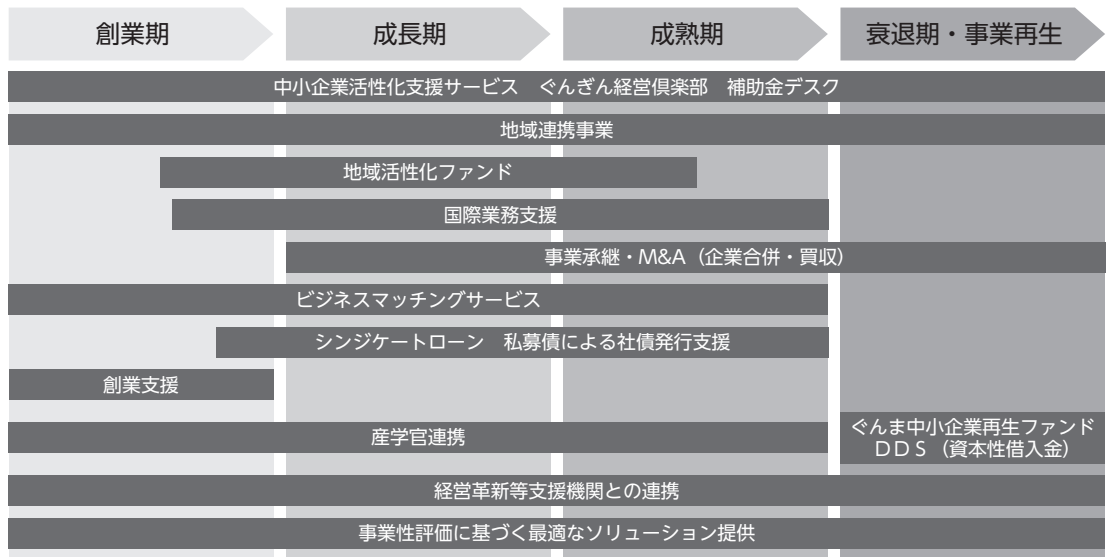 創業期
成長期
成熟期
衰退期・事業再生
中小企業活性化支援サービス　ぐんぎん経営倶楽部　補助金デスク
地域連携事業
地域活性化ファンド
国際業務支援
事業承継・M&A（企業合併・買収）
ビジネスマッチングサービス
シンジケートローン　私募債による社債発行支援
創業支援
産学官連携
ぐんま中小企業再生ファンド
ＤＤＳ（資本性借入金）
経営革新等支援機関との連携
事業性評価に基づく最適なソリューション提供